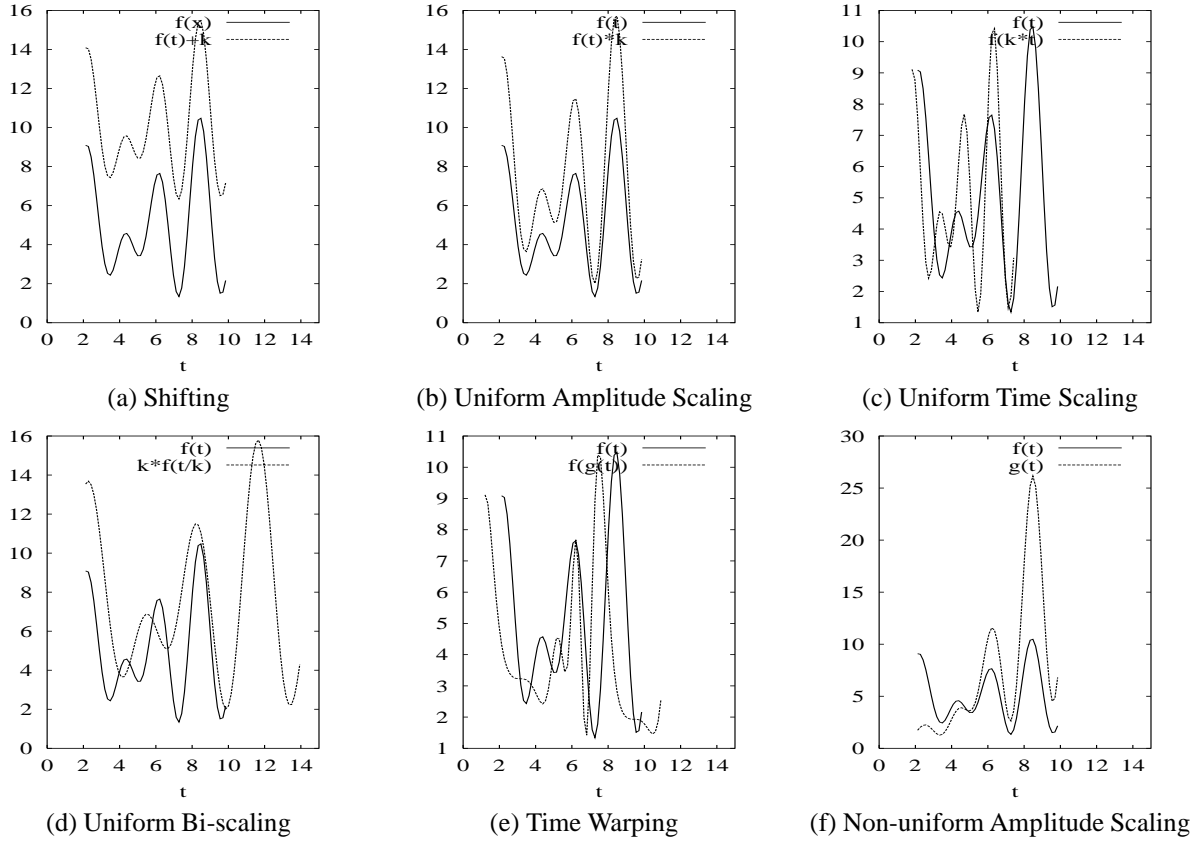 f(x)
f(t)+k
16
14
12
10
8
6
4
2
0
0 2 4 6 8 10 12 14
t
(a) Shifting
f(t)
f(t)*k
16
14
12
10
8
6
4
2
0
0 2 4 6 8 10 12 14
t
(b) Uniform Amplitude Scaling
f(t)
f(k*t)
11
10
9
8
7
6
5
4
3
2
1
0 2 4 6 8 10 12 14
t
(c) Uniform Time Scaling
f(t)
k*f(t/k)
16
14
12
10
8
6
4
2
0
0 2 4 6 8 10 12 14
t
(d) Uniform Bi-scaling
f(t)
f(g(t))
11
10
9
8
7
6
5
4
3
2
1
0 2 4 6 8 10 12 14
t
(e) Time Warping
f(t)
g(t)
30
25
20
15
10
5
0
0 2 4 6 8 10 12 14
t
(f) Non-uniform Amplitude Scaling